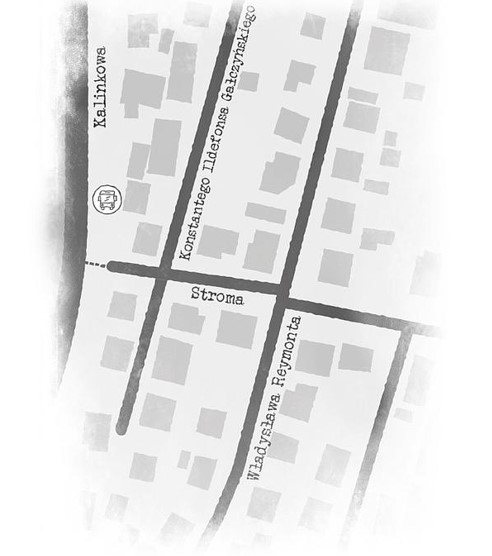 Kalinkowa
Konstantego Ildefonsa Gałczyńskiego
Stroma
Władysława Reymonta